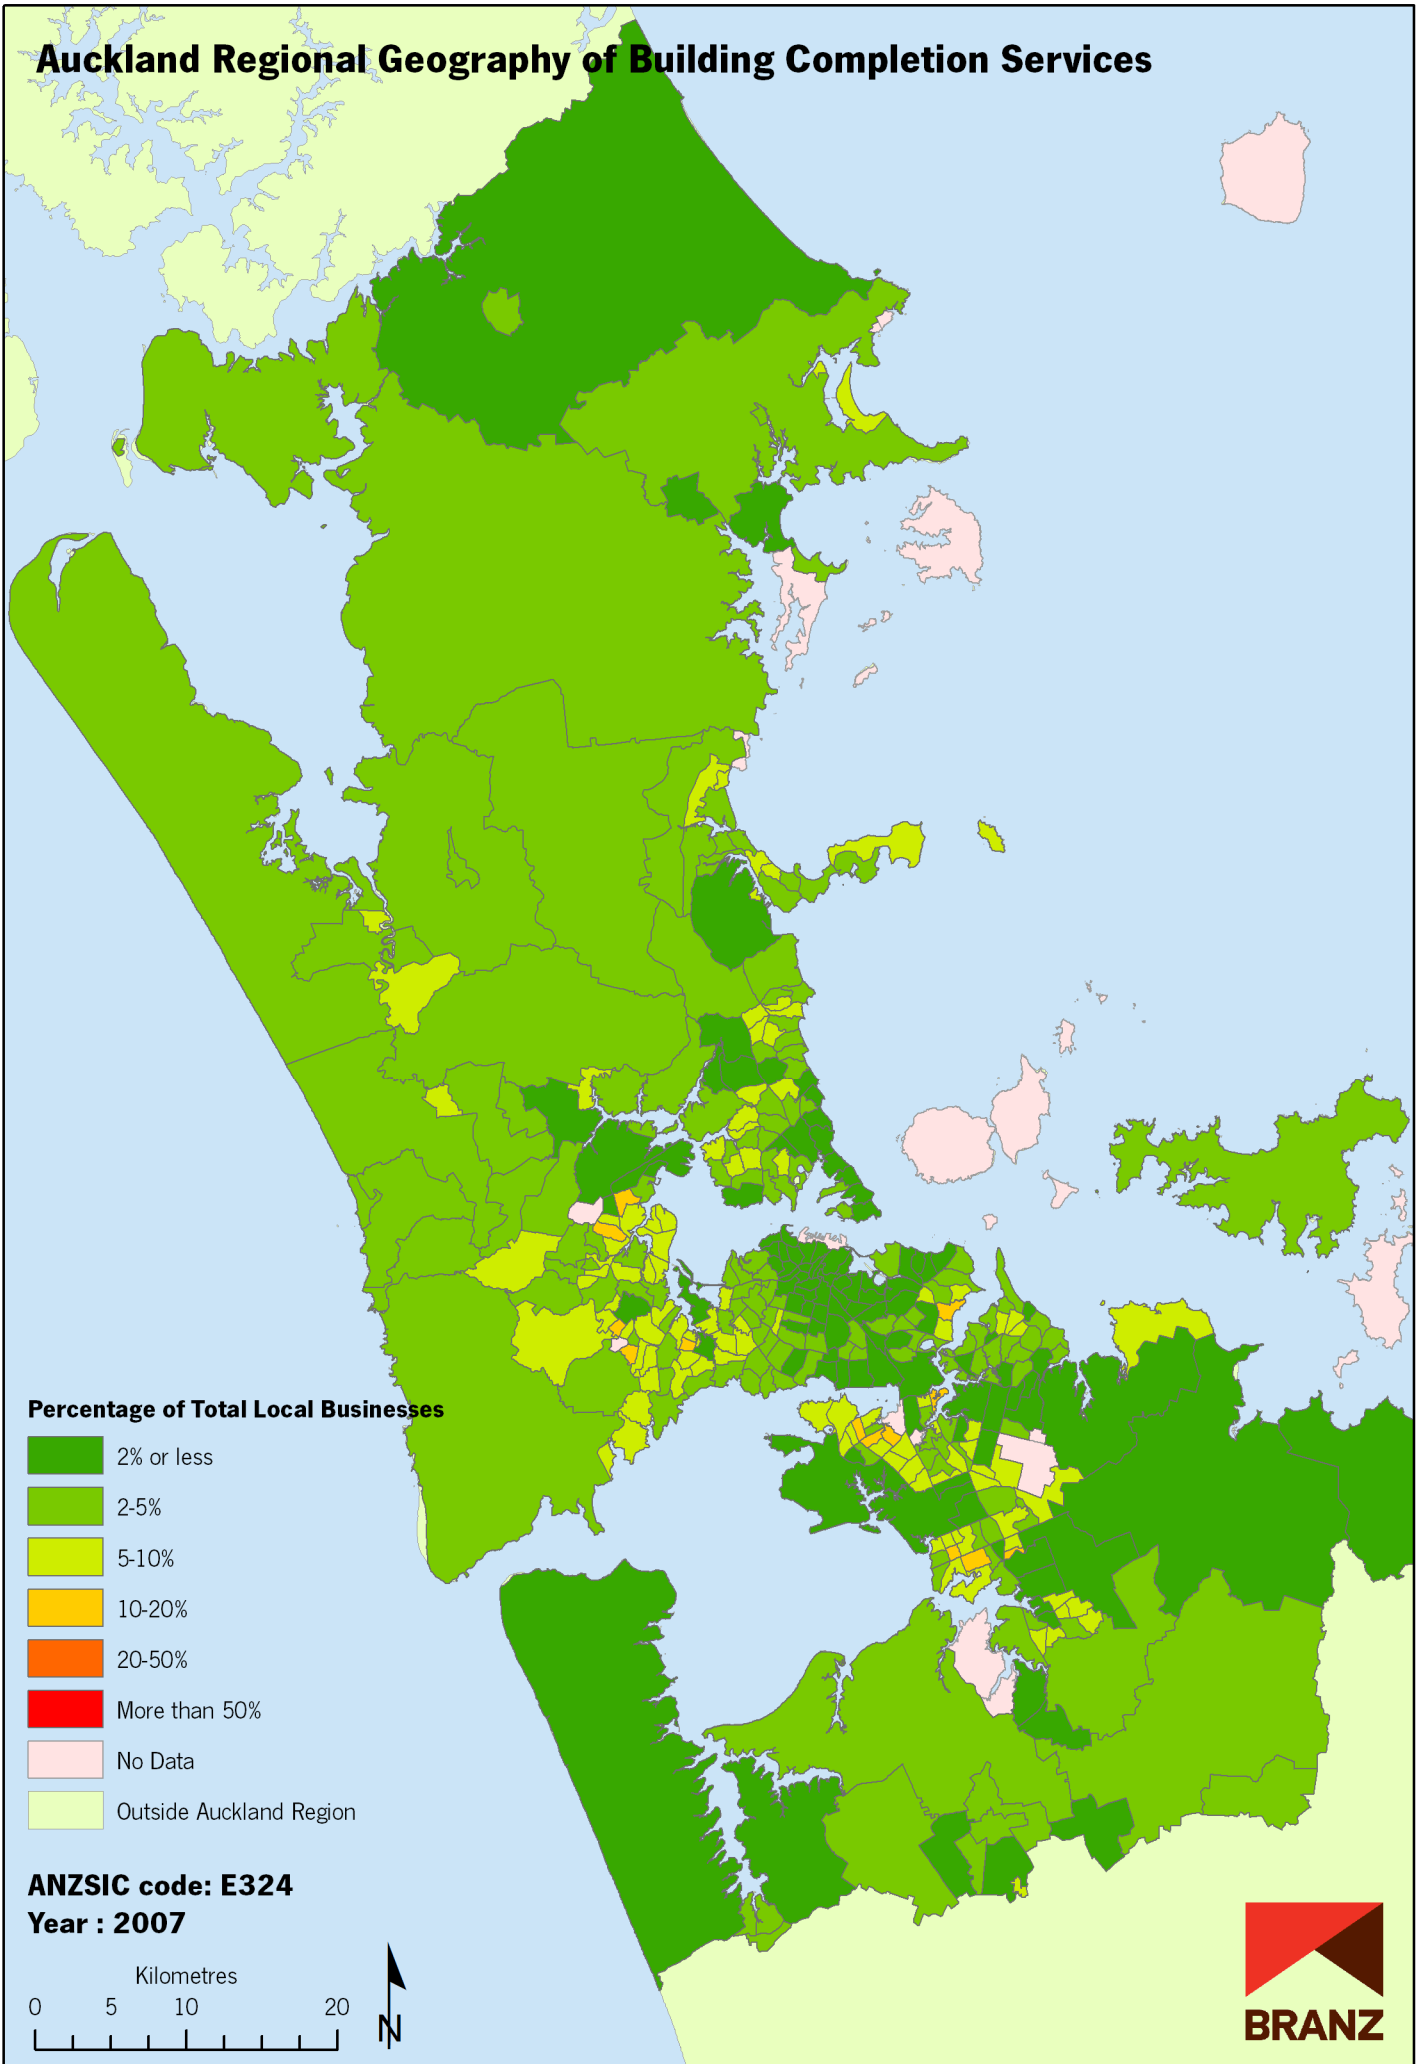 Auckland Regional Geography of Building Completion Services
Percentage of Total Local Businesses
2% or less
2-5%
5-10%
10-20%
20-50%
More than 50%
No Data
Outside Auckland Region
ANZSIC code: E324
Year : 2007
Kilometres
0 5 10 20
N
BRANZ